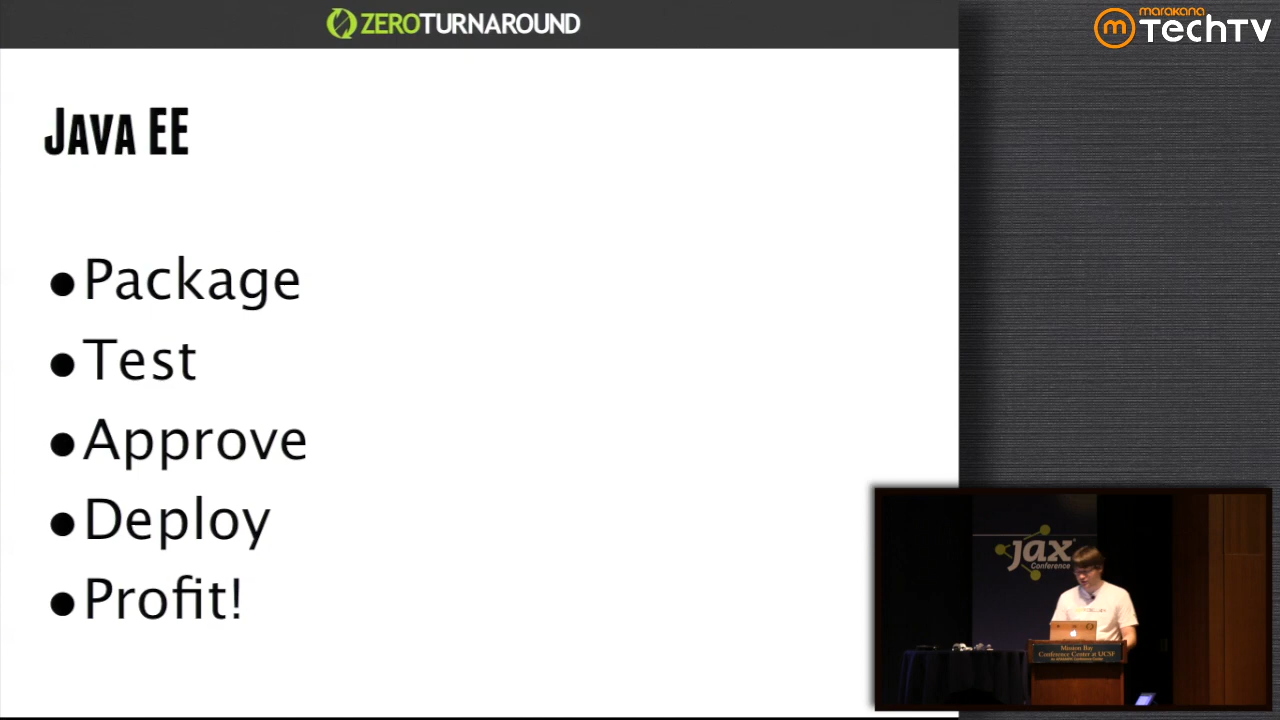 ZEROTURNAROUND
marakana
TechTV
Java EE
•Package
•Test
•Approve
•Deploy
•Profit!
jax
Conference
Mission Bay
Conference Center at UCSF